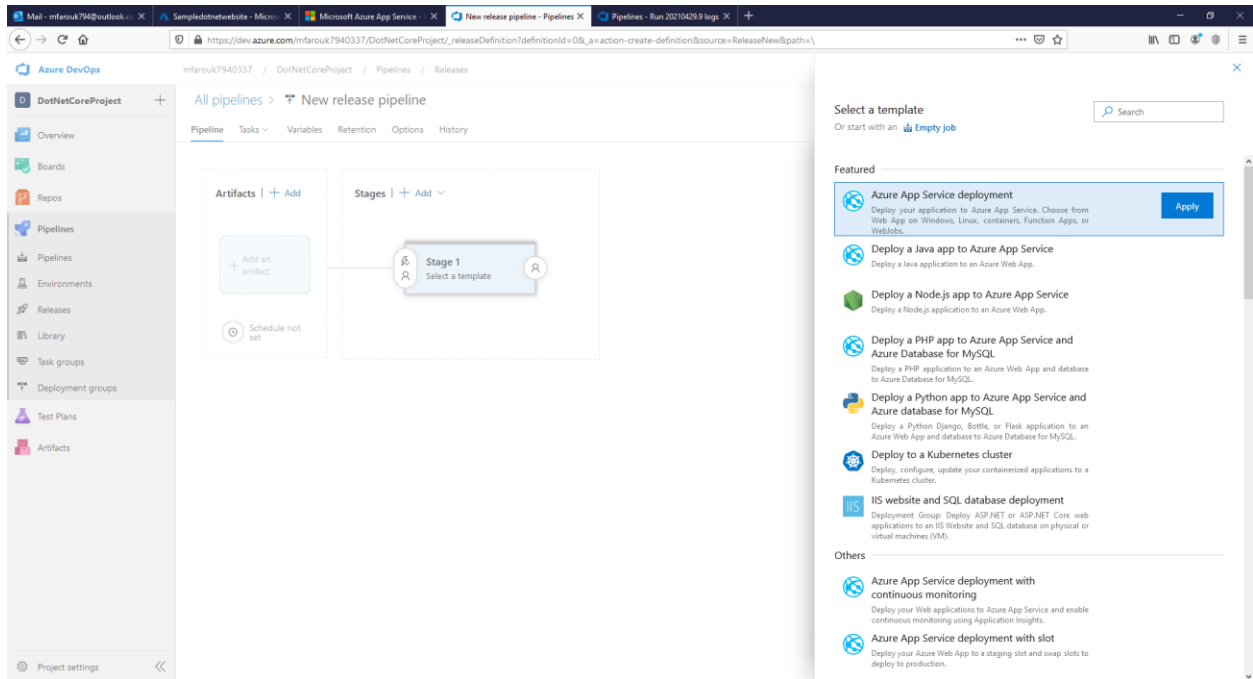 Mail - mfarouk794@outlook.co
Sampledotnetwebsite - Micros
Microsoft Azure App Service -
New release pipeline - Pipelines
Pipelines - Run 20210429.9 logs
https://dev.azure.com/mfarouk7940337/DotNetCoreProject/_releaseDefinition?definitionId=0&_a=action-create-definition&source=ReleaseNew&path=\
Azure DevOps
mfarouk7940337 / DotNetCoreProject / Pipelines / Releases
D DotNetCoreProject
Overview
Boards
Repos
Pipelines
Pipelines
Environments
Releases
Library
Task groups
Deployment groups
Test Plans
Artifacts
Project settings
All pipelines > New release pipeline
Pipeline Tasks Variables Retention Options History
Artifacts | + Add
Stages | + Add
+ Add an
artifact
Schedule not
set
Stage 1
Select a template
Select a template
Or start with an Empty job
Search
Featured
Azure App Service deployment
Deploy your application to Azure App Service. Choose from
Web App on Windows, Linux, containers, Function Apps, or
WebJobs.
Apply
Deploy a Java app to Azure App Service
Deploy a Java application to an Azure Web App.
Deploy a Node.js app to Azure App Service
Deploy a Node.js application to an Azure Web App.
Deploy a PHP app to Azure App Service and
Azure Database for MySQL
Deploy a PHP application to an Azure Web App and database
to Azure Database for MySQL.
Deploy a Python app to Azure App Service and
Azure database for MySQL
Deploy a Python Django, Bottle, or Flask application to an
Azure Web App and database to Azure Database for MySQL.
Deploy to a Kubernetes cluster
Deploy, configure, update your containerized applications to a
Kubernetes cluster.
IIS
IIS website and SQL database deployment
Deployment Group: Deploy ASP.NET or ASP.NET Core web
applications to an IIS Website and SQL database on physical or
virtual machines (VM).
Others
Azure App Service deployment with
continuous monitoring
Deploy your Web applications to Azure App Service and enable
continuous monitoring using Application Insights.
Azure App Service deployment with slot
Deploy your Azure Web App to a staging slot and swap slots to
deploy to production.